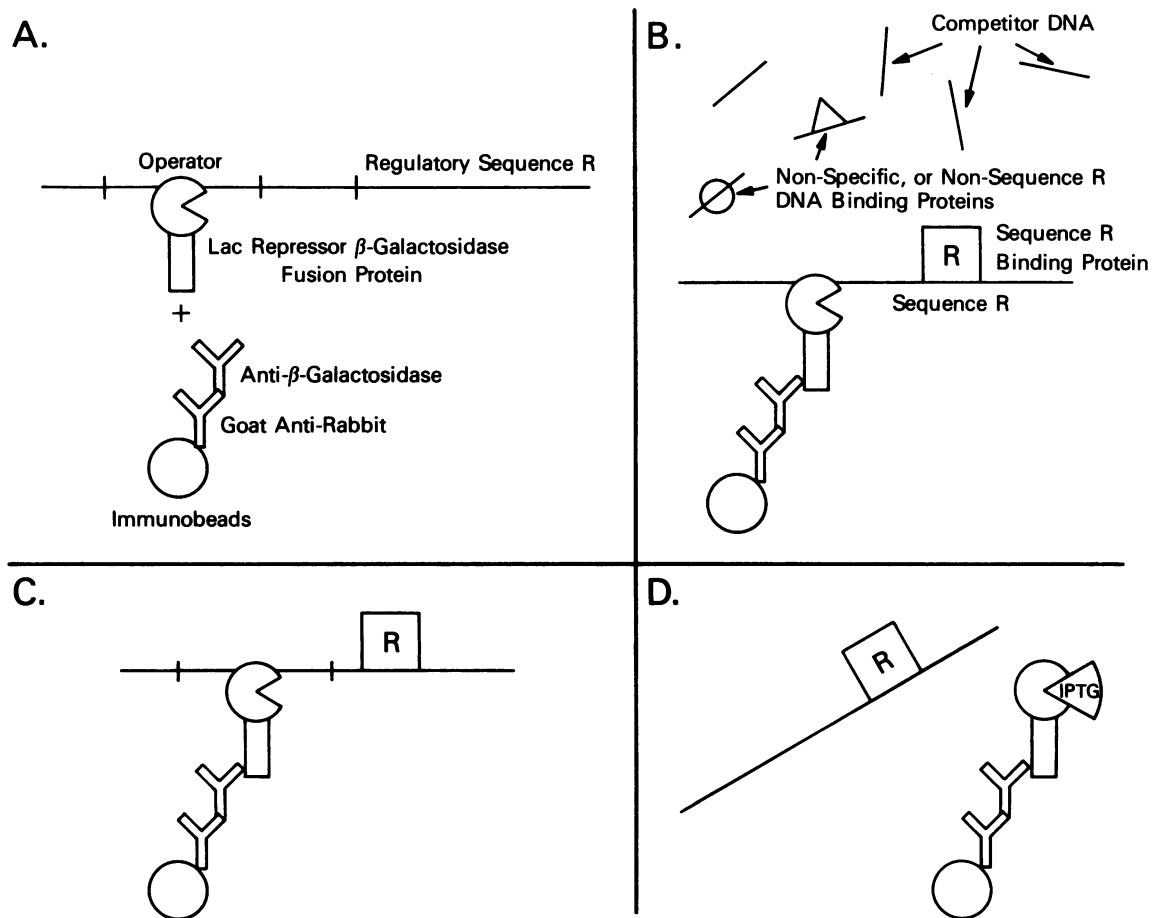 A.
Operator
Regulatory Sequence R
Lac Repressor β-Galactosidase
Fusion Protein
+
Anti-β-Galactosidase
Goat Anti-Rabbit
Immunobeads
B.
Competitor DNA
Non-Specific, or Non-Sequence R
DNA Binding Proteins
R
Sequence R
Binding Protein
Sequence R
C.
R
D.
R
IPTG